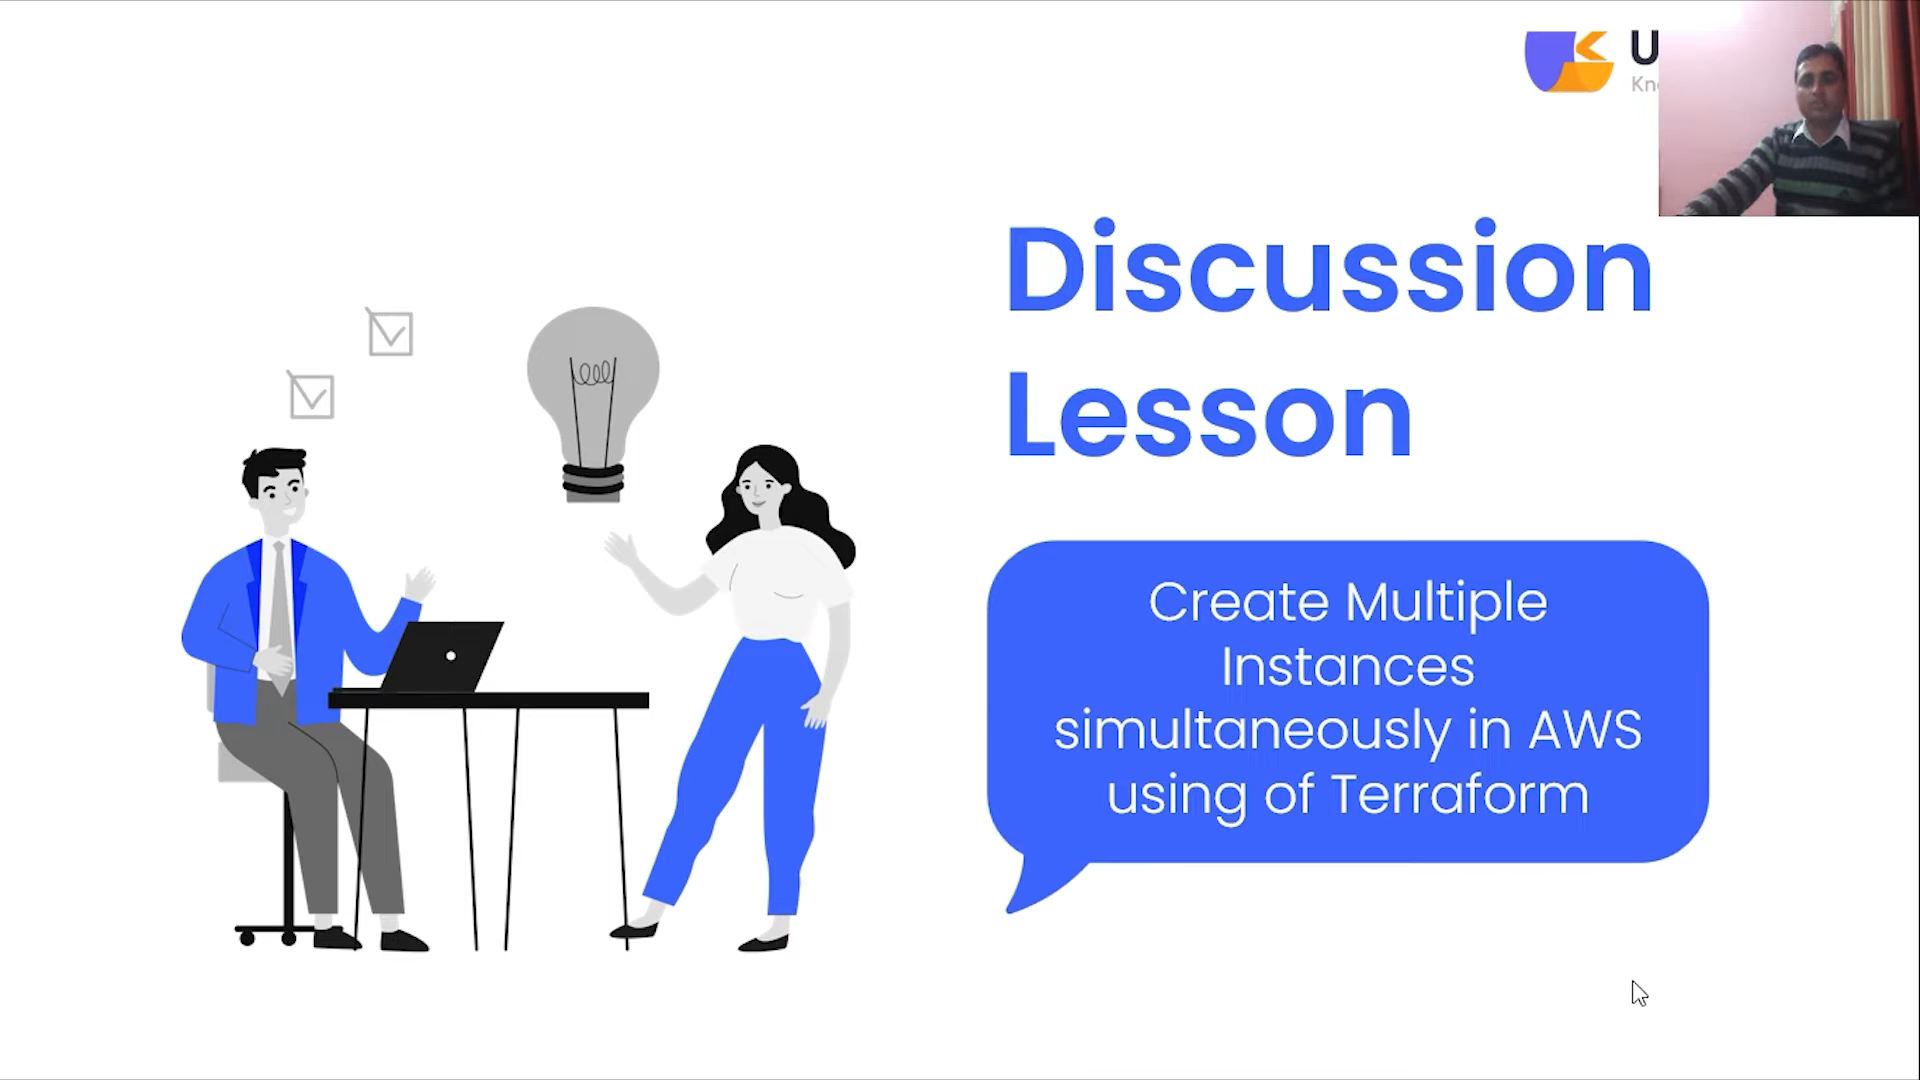 Discussion
Lesson
Create Multiple
Instances
simultaneously in AWS
using of Terraform